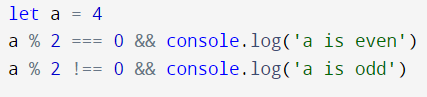 let a = 4
a % 2 === 0 && console.log('a is even')
a % 2 !== 0 && console.log('a is odd')